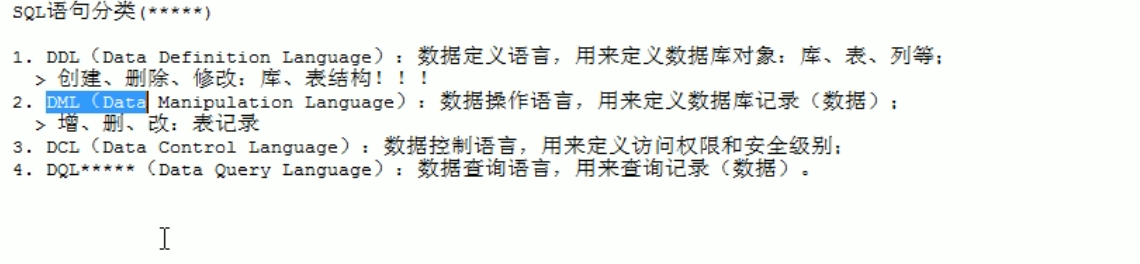 SQL语句分类(*****)
1. DDL（Data Definition Language）：数据定义语言，用来定义数据库对象：库、表、列等；
> 创建、删除、修改：库、表结构！！！
2. DML（Data Manipulation Language）：数据操作语言，用来定义数据库记录（数据）；
> 增、删、改：表记录
3. DCL（Data Control Language）：数据控制语言，用来定义访问权限和安全级别；
4. DQL*****（Data Query Language）：数据查询语言，用来查询记录（数据）。